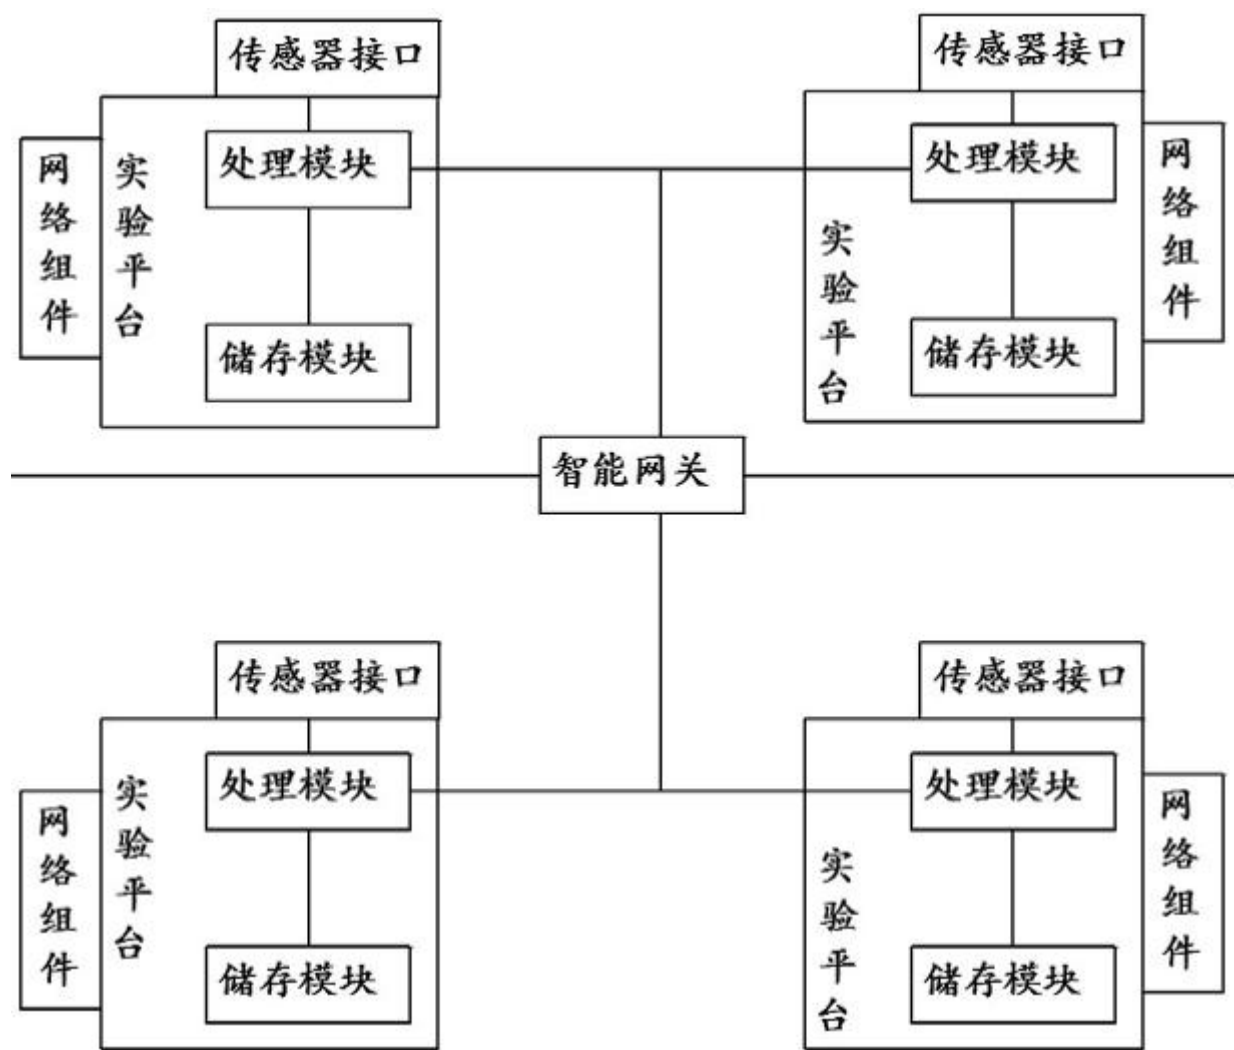 传感器接口
网络组件
实验平台
处理模块
储存模块
传感器接口
处理模块
网络组件
实验平台
储存模块
智能网关
传感器接口
网络组件
实验平台
处理模块
储存模块
传感器接口
处理模块
网络组件
实验平台
储存模块